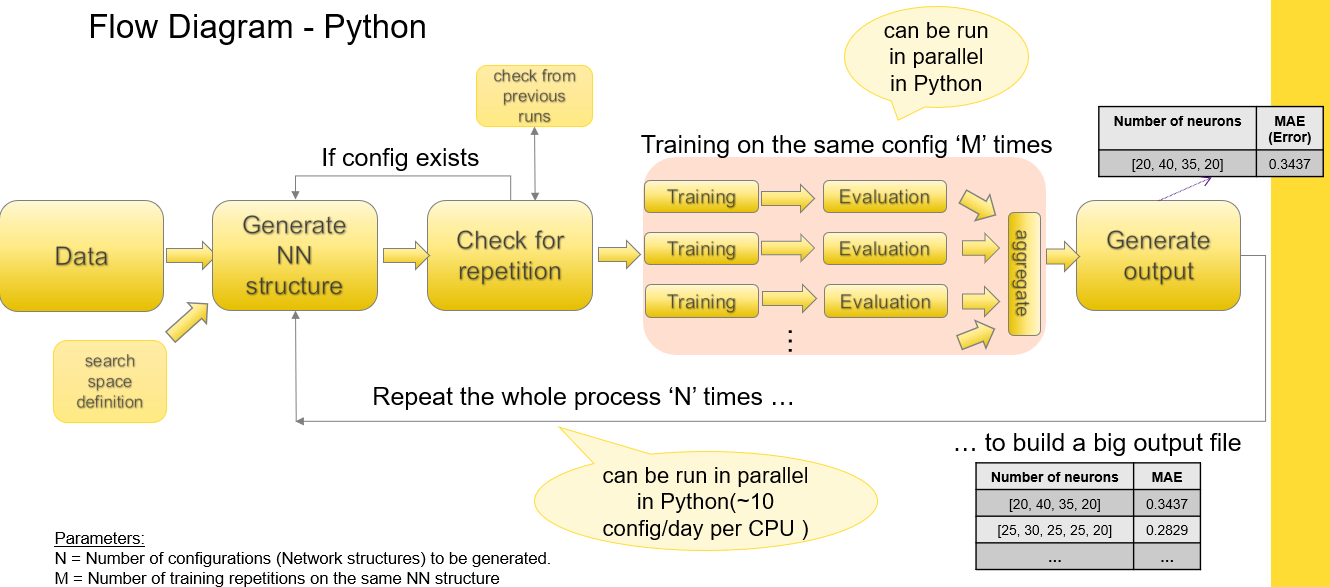 Flow Diagram - Python
can be run
in parallel
in Python
check from
previous
runs
Number of neurons MAE
(Error)
[20, 40, 35, 20] 0.3437
If config exists
Training on the same config ‘M’ times
Data
Generate
NN
structure
Check for
repetition
Training Evaluation
Training Evaluation
Training Evaluation
⋮
aggregate
Generate
output
search
space
definition
Repeat the whole process ‘N’ times …
… to build a big output file
can be run in parallel
in Python(~10
config/day per CPU )
Number of neurons MAE
[20, 40, 35, 20] 0.3437
[25, 30, 25, 25, 20] 0.2829
… …
Parameters:
N = Number of configurations (Network structures) to be generated.
M = Number of training repetitions on the same NN structure